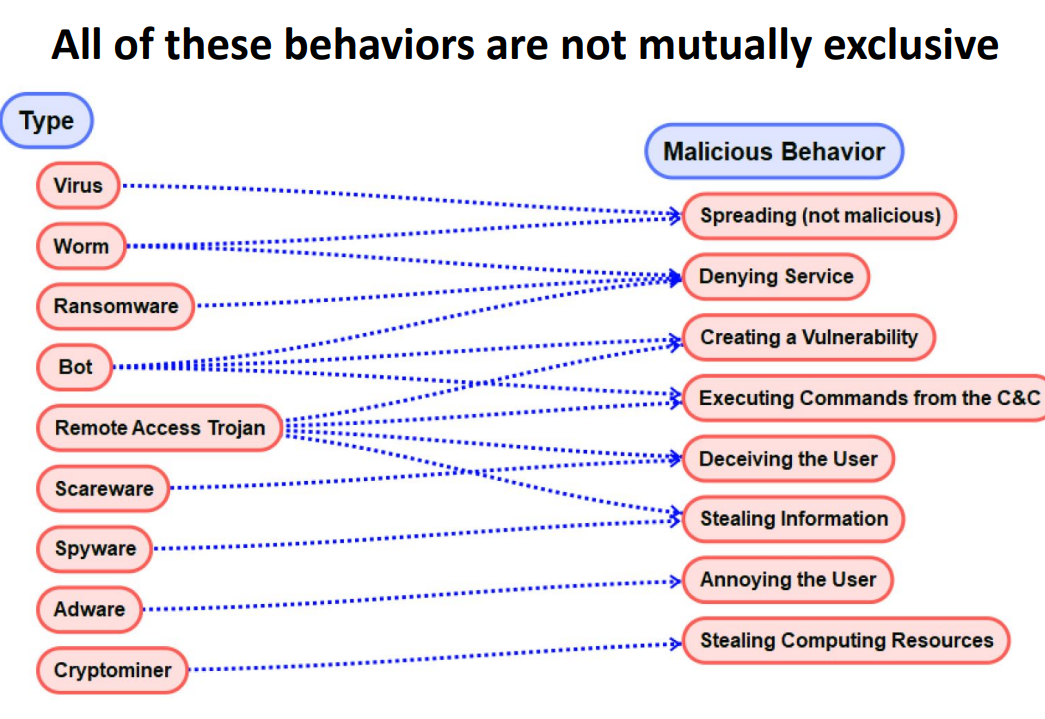 All of these behaviors are not mutually exclusive
Type
Malicious Behavior
Virus
Spreading (not malicious)
Worm
Denying Service
Ransomware
Creating a Vulnerability
Bot
Executing Commands from the C&C
Remote Access Trojan
Deceiving the User
Scareware
Stealing Information
Spyware
Annoying the User
Adware
Stealing Computing Resources
Cryptominer